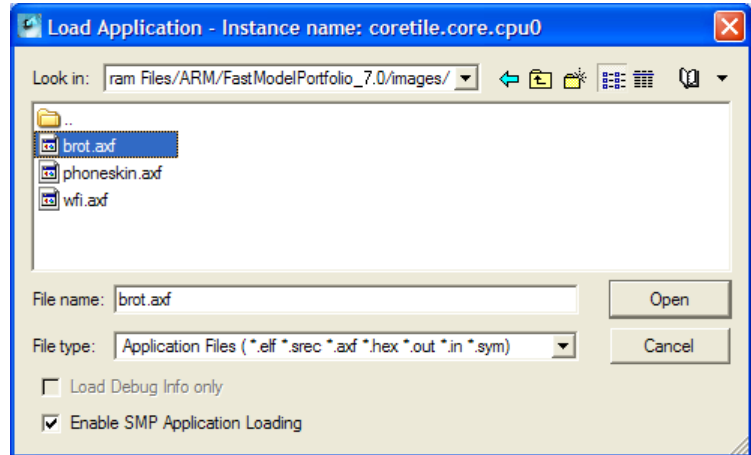 Load Application - Instance name: coretile.core.cpu0
Look in: ram Files/ARM/FastModelPortfolio_7.0/images/
..
brot.axf
phoneskin.axf
wfi.axf
File name: brot.axf Open
File type: Application Files ( *.elf *.srec *.axf *.hex *.out *.in *.sym) Cancel
Load Debug Info only
Enable SMP Application Loading